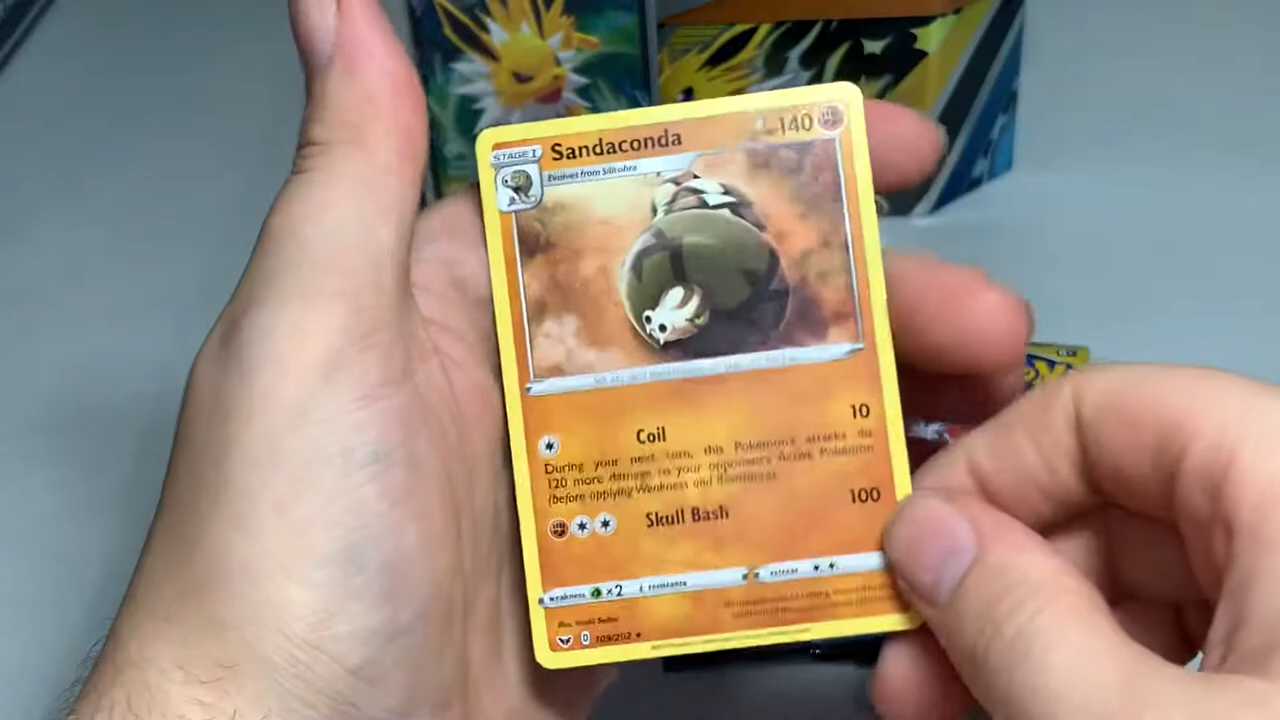 STAGE 1
Sandaconda
140
Evolves from Silicobra
Coil
10
During your next turn, this Pokémon's attacks do
120 more damage to your opponent's Active Pokémon
(before applying Weakness and Resistance).
Skull Bash
100
weakness ×2 resistance
retreat
Illus.
D 109/202 ★